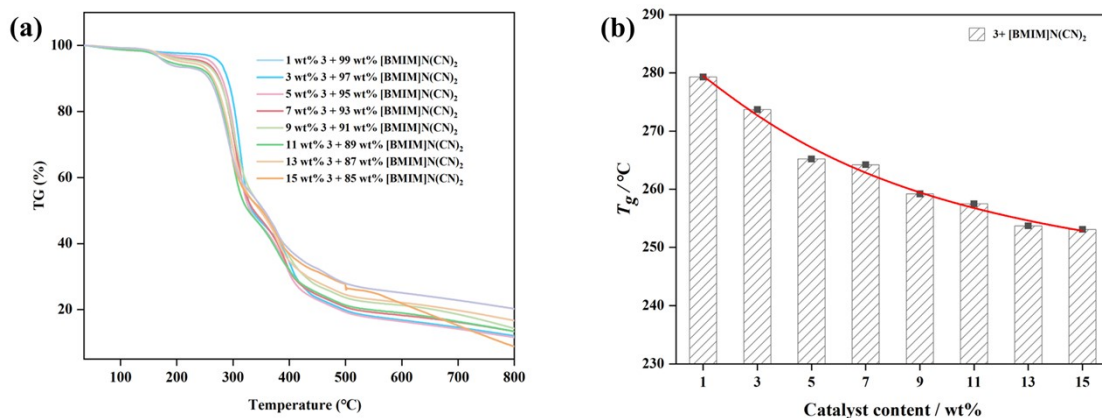 (a)
100
80
60
40
20
TG (%)
1 wt% 3 + 99 wt% [BMIM]N(CN)₂
3 wt% 3 + 97 wt% [BMIM]N(CN)₂
5 wt% 3 + 95 wt% [BMIM]N(CN)₂
7 wt% 3 + 93 wt% [BMIM]N(CN)₂
9 wt% 3 + 91 wt% [BMIM]N(CN)₂
11 wt% 3 + 89 wt% [BMIM]N(CN)₂
13 wt% 3 + 87 wt% [BMIM]N(CN)₂
15 wt% 3 + 85 wt% [BMIM]N(CN)₂
100 200 300 400 500 600 700 800
Temperature (°C)
(b)
290
280
270
260
250
240
230
Tg /°C
3+ [BMIM]N(CN)₂
1 3 5 7 9 11 13 15
Catalyst content / wt%